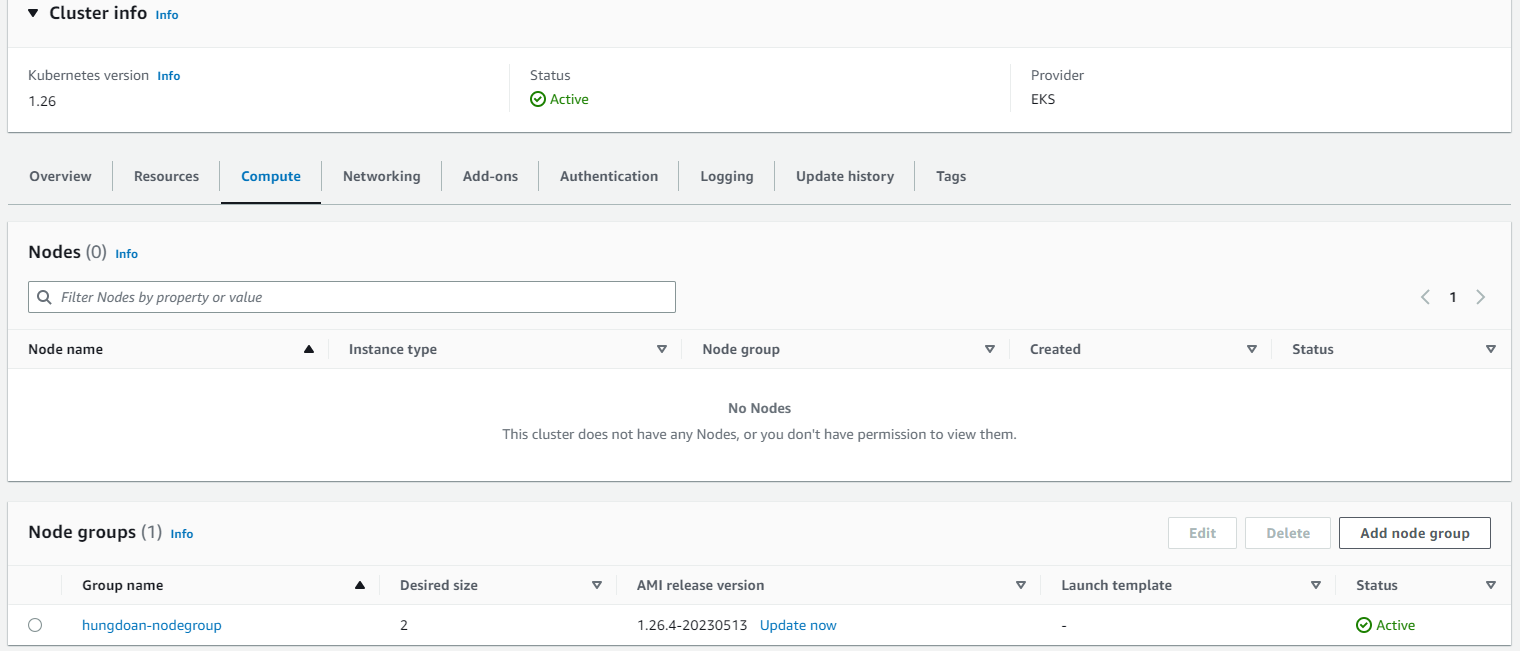 Cluster info Info
Kubernetes version Info
1.26
Status
Active
Provider
EKS
Overview Resources Compute Networking Add-ons Authentication Logging Update history Tags
Nodes (0) Info
Filter Nodes by property or value
1
Node name Instance type Node group Created Status
No Nodes
This cluster does not have any Nodes, or you don't have permission to view them.
Node groups (1) Info
Edit Delete Add node group
Group name Desired size AMI release version Launch template Status
hungdoan-nodegroup 2 1.26.4-20230513 Update now - Active